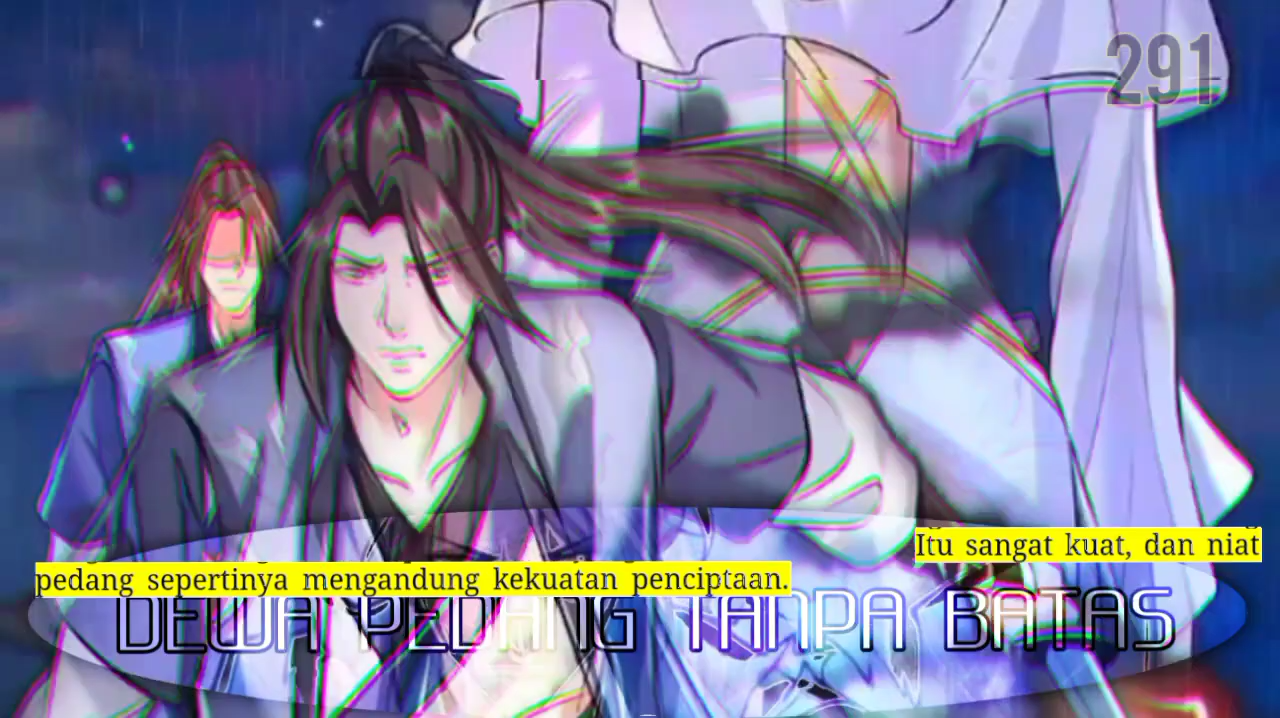 291
Itu sangat kuat, dan niat
pedang sepertinya mengandung kekuatan penciptaan.
DEWA PEDANG TANPA BATAS